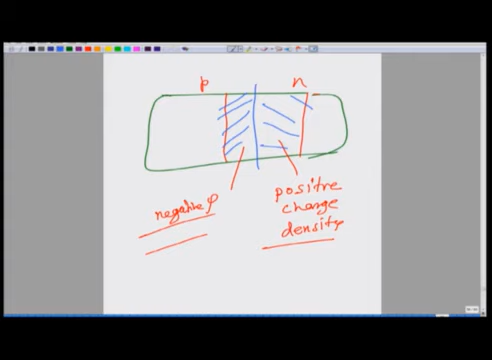 p n
negative ρ
positive
charge
density